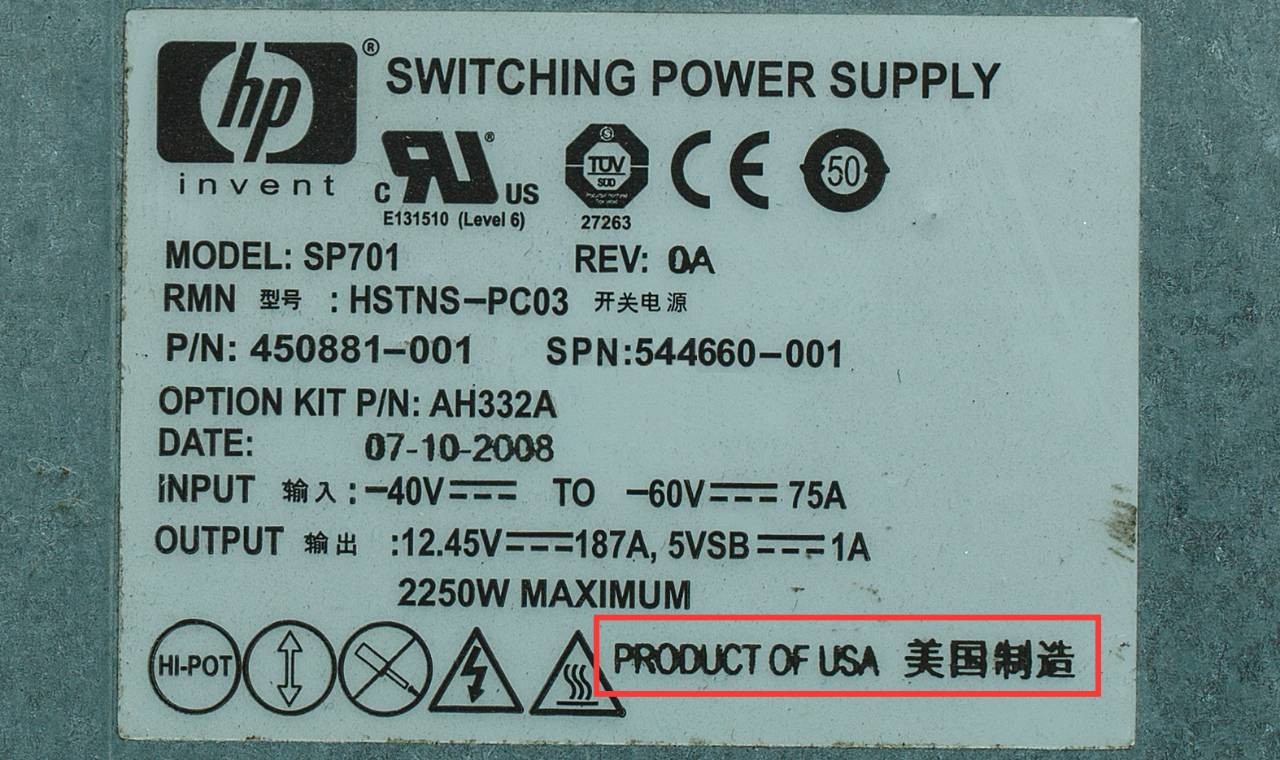 hp ® SWITCHING POWER SUPPLY
invent
c RU ® US
TÜV SÜD CE 50
E131510 (Level 6) 27263
MODEL: SP701 REV: 0A
RMN 型号 : HSTNS-PC03 开关电源
P/N: 450881-001 SPN:544660-001
OPTION KIT P/N: AH332A
DATE: 07-10-2008
INPUT 输入 : -40V TO -60V 75A
OUTPUT 输出 :12.45V 187A, 5VSB 1A
2250W MAXIMUM
HI-POT PRODUCT OF USA 美国制造